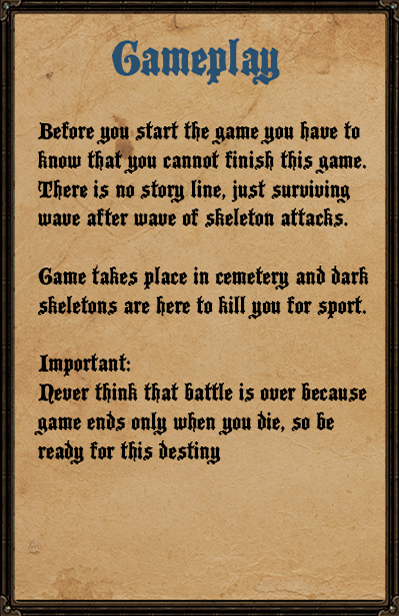 Gameplay
Before you start the game you have to
know that you cannot finish this game.
There is no story line, just surviving
wave after wave of skeleton attacks.
Game takes place in cemetery and dark
skeletons are here to kill you for sport.
Important:
Never think that battle is over because
game ends only when you die, so be
ready for this destiny